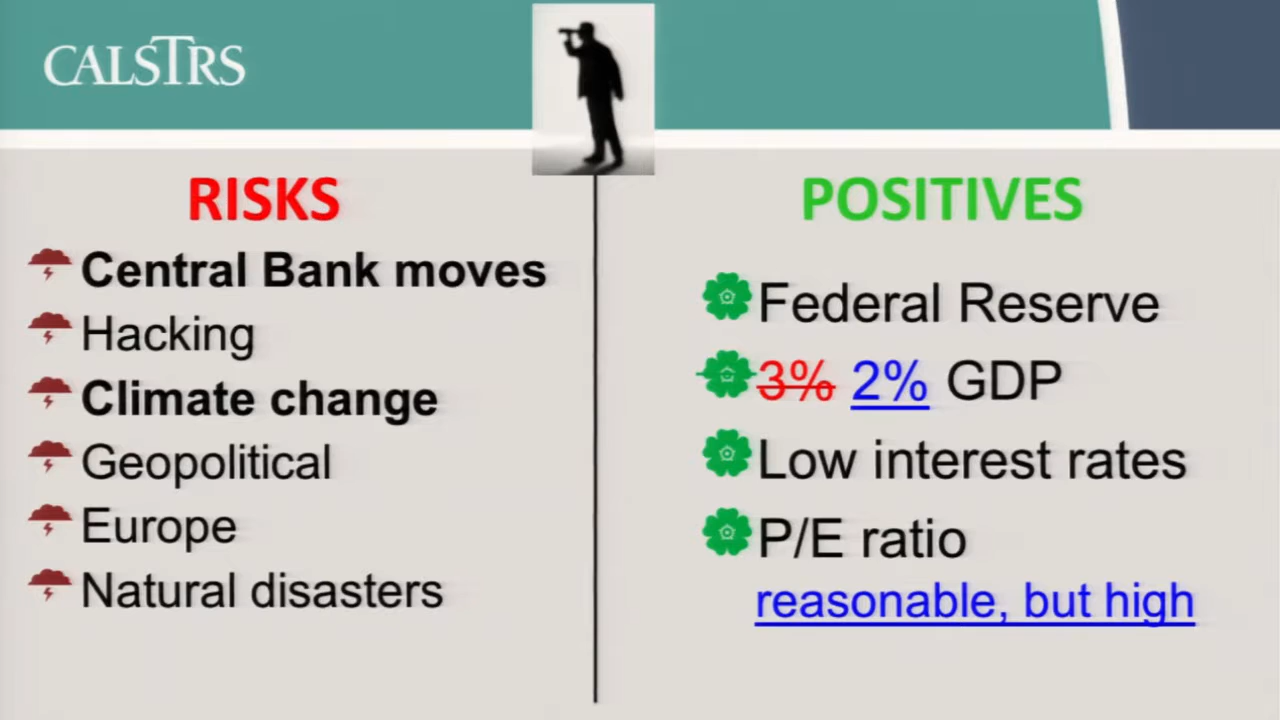 CALSTRS
RISKS
Central Bank moves
Hacking
Climate change
Geopolitical
Europe
Natural disasters
POSITIVES
Federal Reserve
3% 2% GDP
Low interest rates
P/E ratio
reasonable, but high